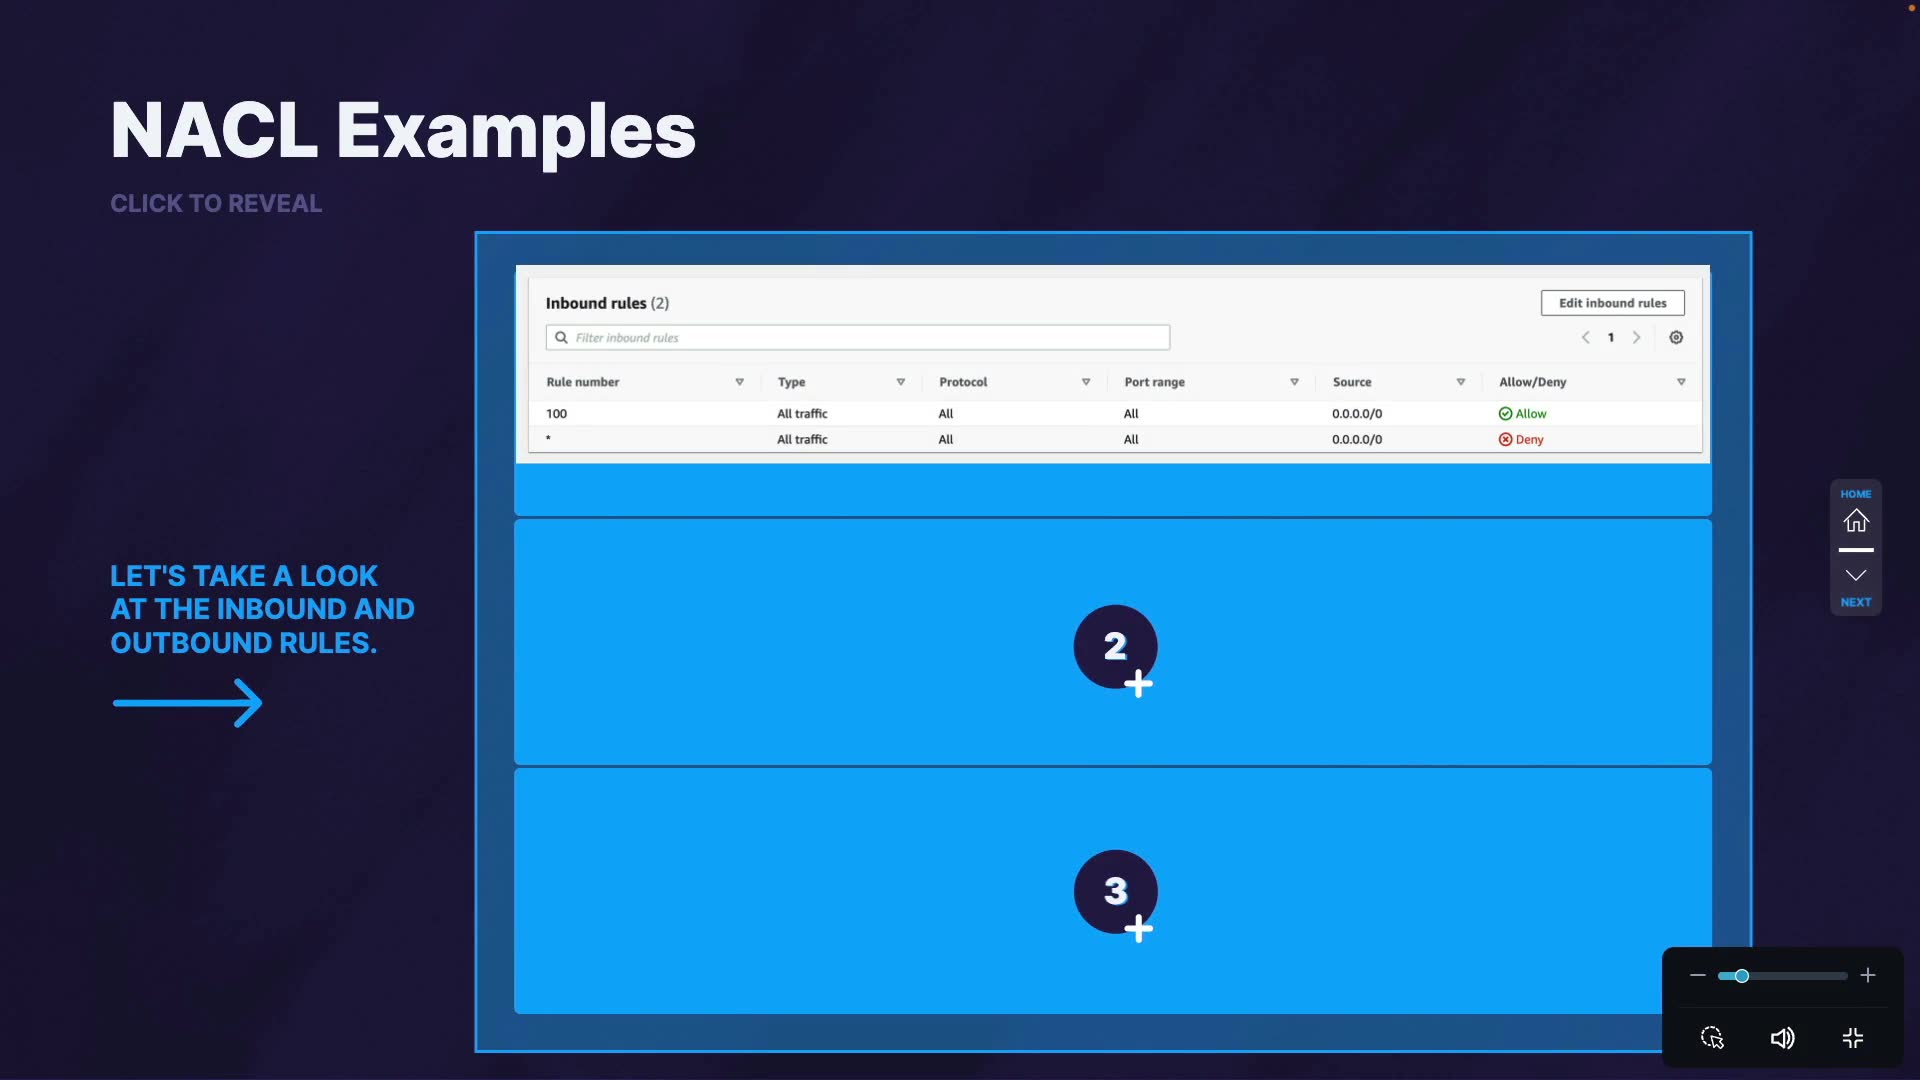 NACL Examples
CLICK TO REVEAL
Inbound rules (2)
Edit inbound rules
Filter inbound rules
1
Rule number Type Protocol Port range Source Allow/Deny
100 All traffic All All 0.0.0.0/0 Allow
* All traffic All All 0.0.0.0/0 Deny
LET'S TAKE A LOOK
AT THE INBOUND AND
OUTBOUND RULES.
2
3
HOME
NEXT